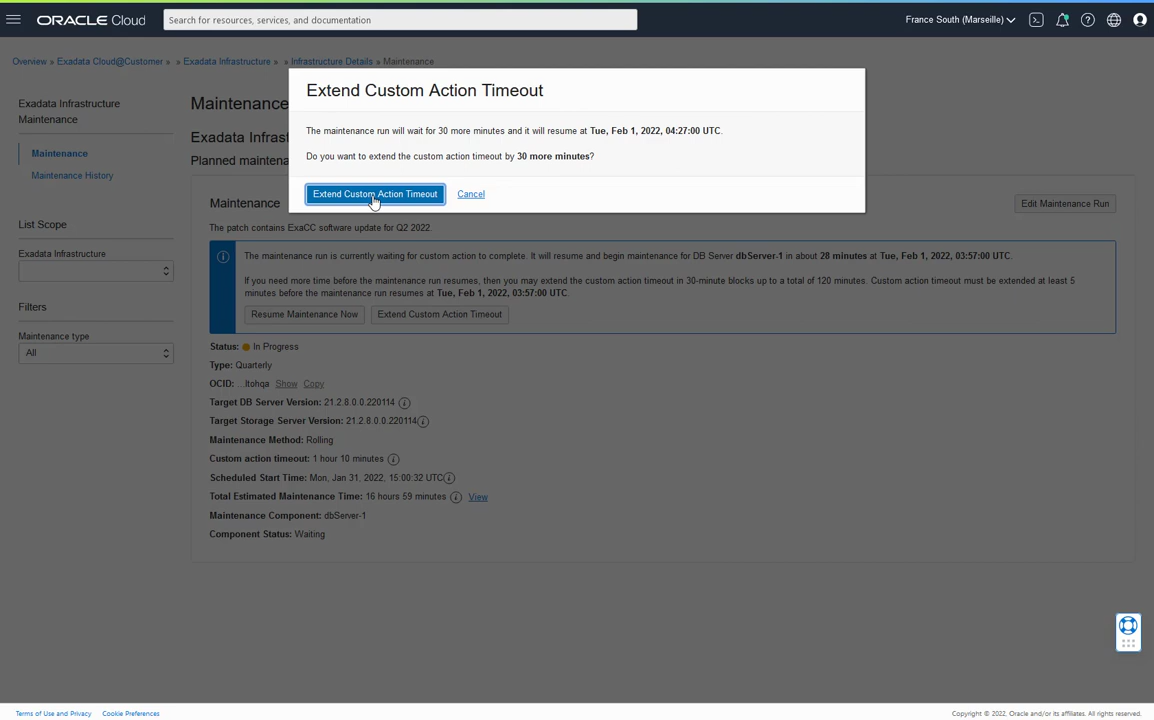 ORACLE Cloud
Search for resources, services, and documentation
France South (Marseille)
Overview » Exadata Cloud@Customer » » Exadata Infrastructure » » Infrastructure Details » Maintenance
Extend Custom Action Timeout
The maintenance run will wait for 30 more minutes and it will resume at Tue, Feb 1, 2022, 04:27:00 UTC.
Do you want to extend the custom action timeout by 30 more minutes?
Extend Custom Action Timeout
Cancel
Exadata Infrastructure
Maintenance
Maintenance
Maintenance History
List Scope
Exadata Infrastructure
Filters
Maintenance type
All
Maintenance
Exadata Infrast
Planned maintena
Maintenance
Edit Maintenance Run
The patch contains ExaCC software update for Q2 2022.
The maintenance run is currently waiting for custom action to complete. It will resume and begin maintenance for DB Server dbServer-1 in about 28 minutes at Tue, Feb 1, 2022, 03:57:00 UTC.
If you need more time before the maintenance run resumes, then you may extend the custom action timeout in 30-minute blocks up to a total of 120 minutes. Custom action timeout must be extended at least 5
minutes before the maintenance run resumes at Tue, Feb 1, 2022, 03:57:00 UTC.
Resume Maintenance Now
Extend Custom Action Timeout
Status: In Progress
Type: Quarterly
OCID: ...ltohqa Show Copy
Target DB Server Version: 21.2.8.0.0.220114
Target Storage Server Version: 21.2.8.0.0.220114
Maintenance Method: Rolling
Custom action timeout: 1 hour 10 minutes
Scheduled Start Time: Mon, Jan 31, 2022, 15:00:32 UTC
Total Estimated Maintenance Time: 16 hours 59 minutes View
Maintenance Component: dbServer-1
Component Status: Waiting
Terms of Use and Privacy
Cookie Preferences
Copyright © 2022, Oracle and/or its affiliates. All rights reserved.